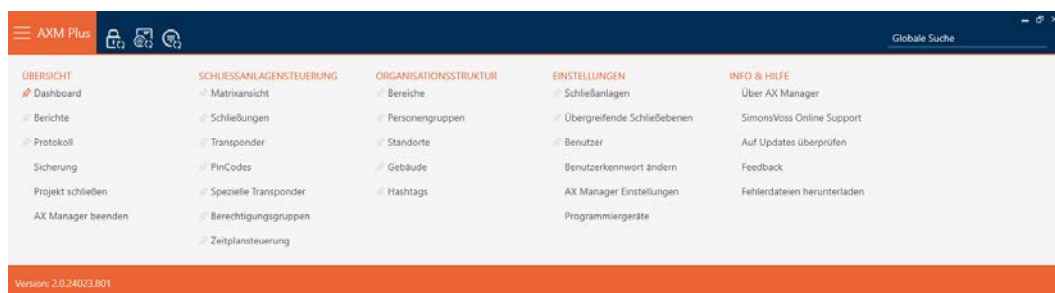 AXM Plus
Globale Suche
ÜBERSICHT
Dashboard
Berichte
Protokoll
Sicherung
Projekt schließen
AX Manager beenden
SCHLIESSANLAGENSTEUERUNG
Matrixansicht
Schließungen
Transponder
PinCodes
Spezielle Transponder
Berechtigungsgruppen
Zeitplansteuerung
ORGANISATIONSSTRUKTUR
Bereiche
Personengruppen
Standorte
Gebäude
Hashtags
EINSTELLUNGEN
Schließanlagen
Übergreifende Schließebenen
Benutzer
Benutzerkennwort ändern
AX Manager Einstellungen
Programmiergeräte
INFO & HILFE
Über AX Manager
SimonsVoss Online Support
Auf Updates überprüfen
Feedback
Fehlerdateien herunterladen
Version: 2.0.24023.801